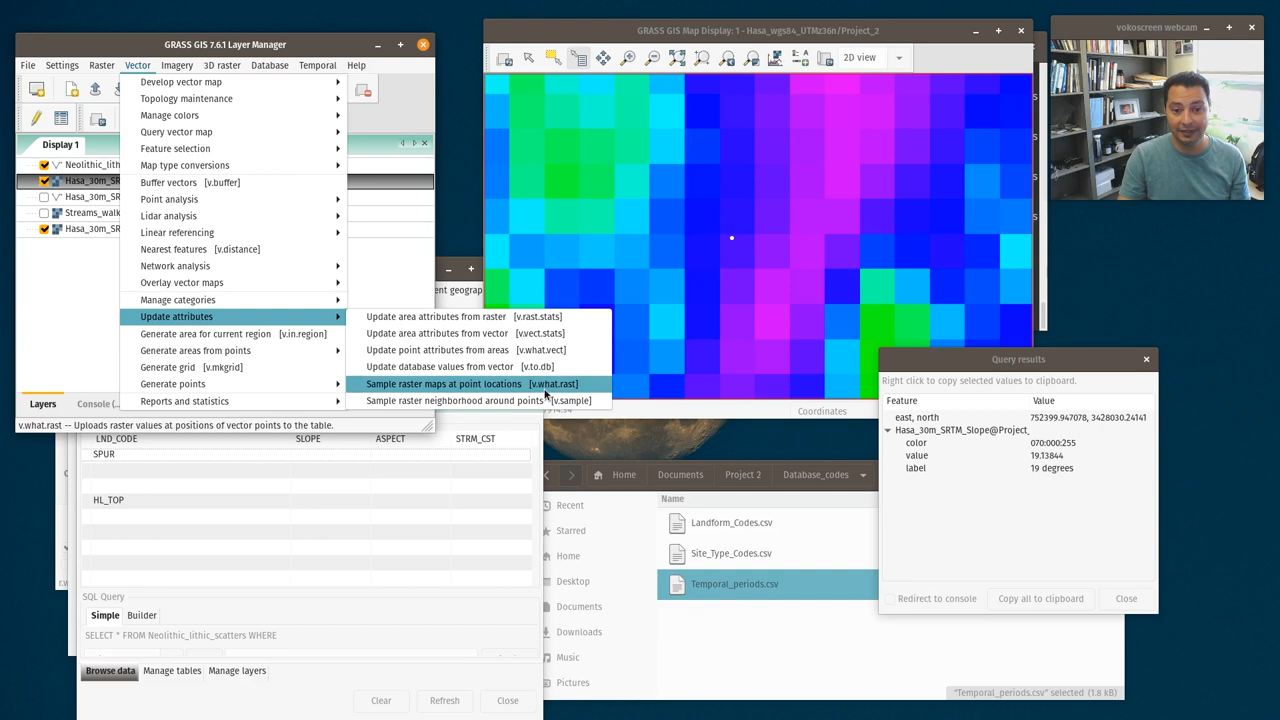 GRASS GIS 7.6.1 Layer Manager
File Settings Raster Vector Imagery 3D raster Database Temporal Help
Display 1
Neolithic_lith
Hasa_30m_SR
Hasa_30m_SR
Streams_walk
Hasa_30m_SR
Layers Console
v.what.rast -- Uploads raster values at positions of vector points to the table.
Develop vector map
Topology maintenance
Manage colors
Query vector map
Feature selection
Map type conversions
Buffer vectors [v.buffer]
Point analysis
Lidar analysis
Linear referencing
Nearest features [v.distance]
Network analysis
Overlay vector maps
Manage categories
Update attributes
Generate area for current region [v.in.region]
Generate areas from points
Generate grid [v.mkgrid]
Generate points
Reports and statistics
Update area attributes from raster [v.rast.stats]
Update area attributes from vector [v.vect.stats]
Update point attributes from areas [v.what.vect]
Update database values from vector [v.to.db]
Sample raster maps at point locations [v.what.rast]
Sample raster neighborhood around points [v.sample]
GRASS GIS Map Display: 1 - Hasa_wgs84_UTMz36n/Project_2
2D view
Coordinates
vokoscreen webcam
ent geograp
LND_CODE SLOPE ASPECT STRM_CST
SPUR
HL_TOP
SQL Query
Simple Builder
SELECT * FROM Neolithic_lithic_scatters WHERE
Browse data Manage tables Manage layers
Clear Refresh Close
r.w
Home Documents Project 2 Database_codes
Recent
Starred
Home
Desktop
Documents
Downloads
Music
Pictures
Name
Landform_Codes.csv
Site_Type_Codes.csv
Temporal_periods.csv
"Temporal_periods.csv" selected (1.8 kB)
Query results
Right click to copy selected values to clipboard.
Feature Value
east, north 752399.947078, 3428030.24141
Hasa_30m_SRTM_Slope@Project_
color 070:000:255
value 19.13844
label 19 degrees
Redirect to console Copy all to clipboard Close